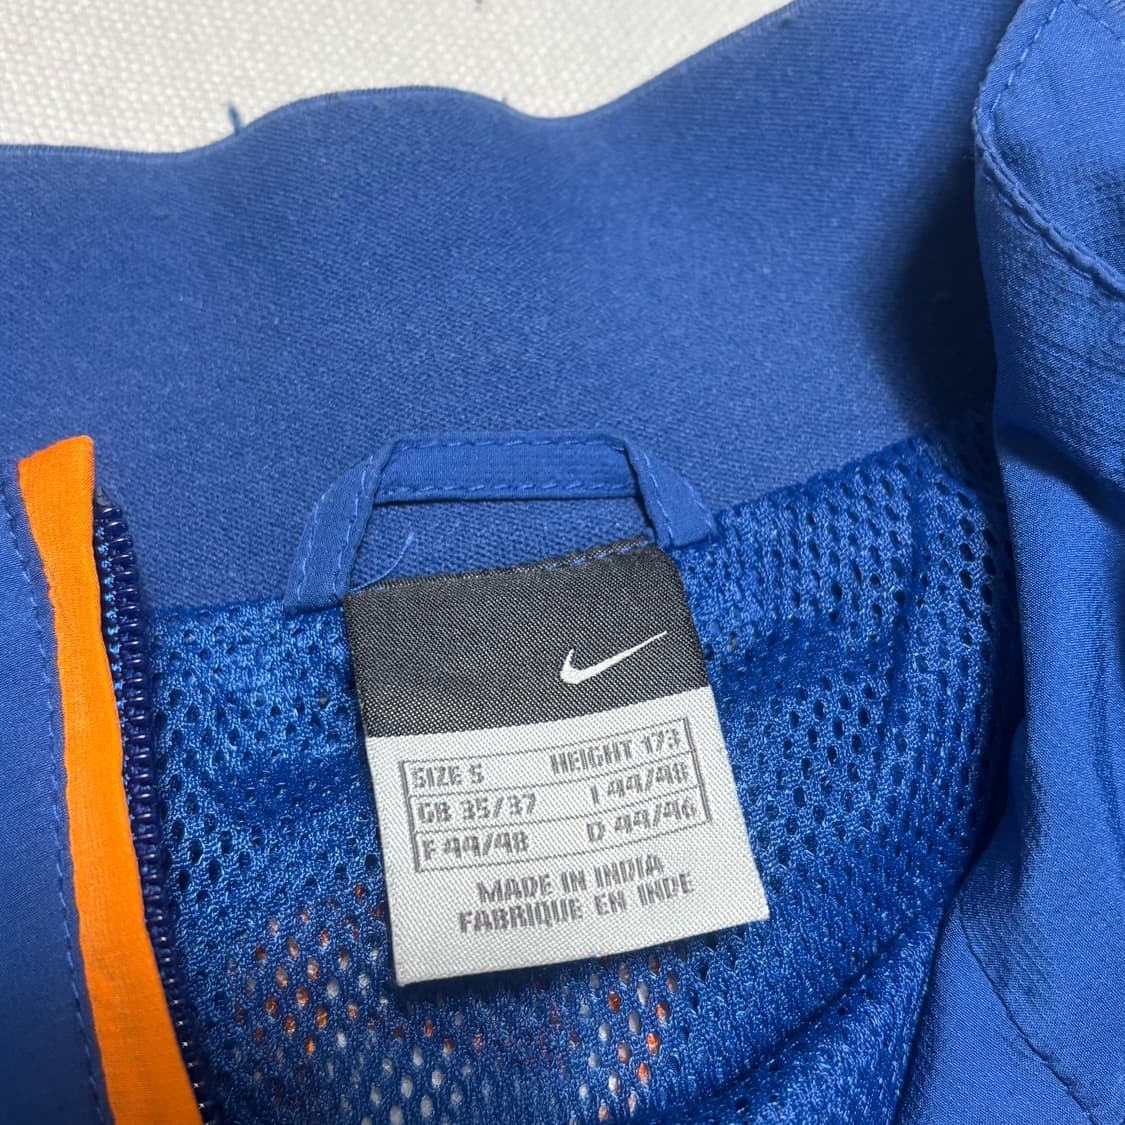 SIZE S HEIGHT 173
GB 35/37 I 44/48
F 44/48 D 44/46
MADE IN INDIA
FABRIQUE EN INDE